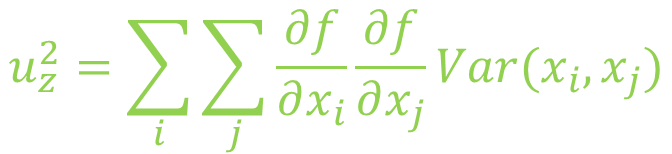 u_z^2 = \sum_i \sum_j \frac{\partial f}{\partial x_i} \frac{\partial f}{\partial x_j} Var(x_i, x_j)